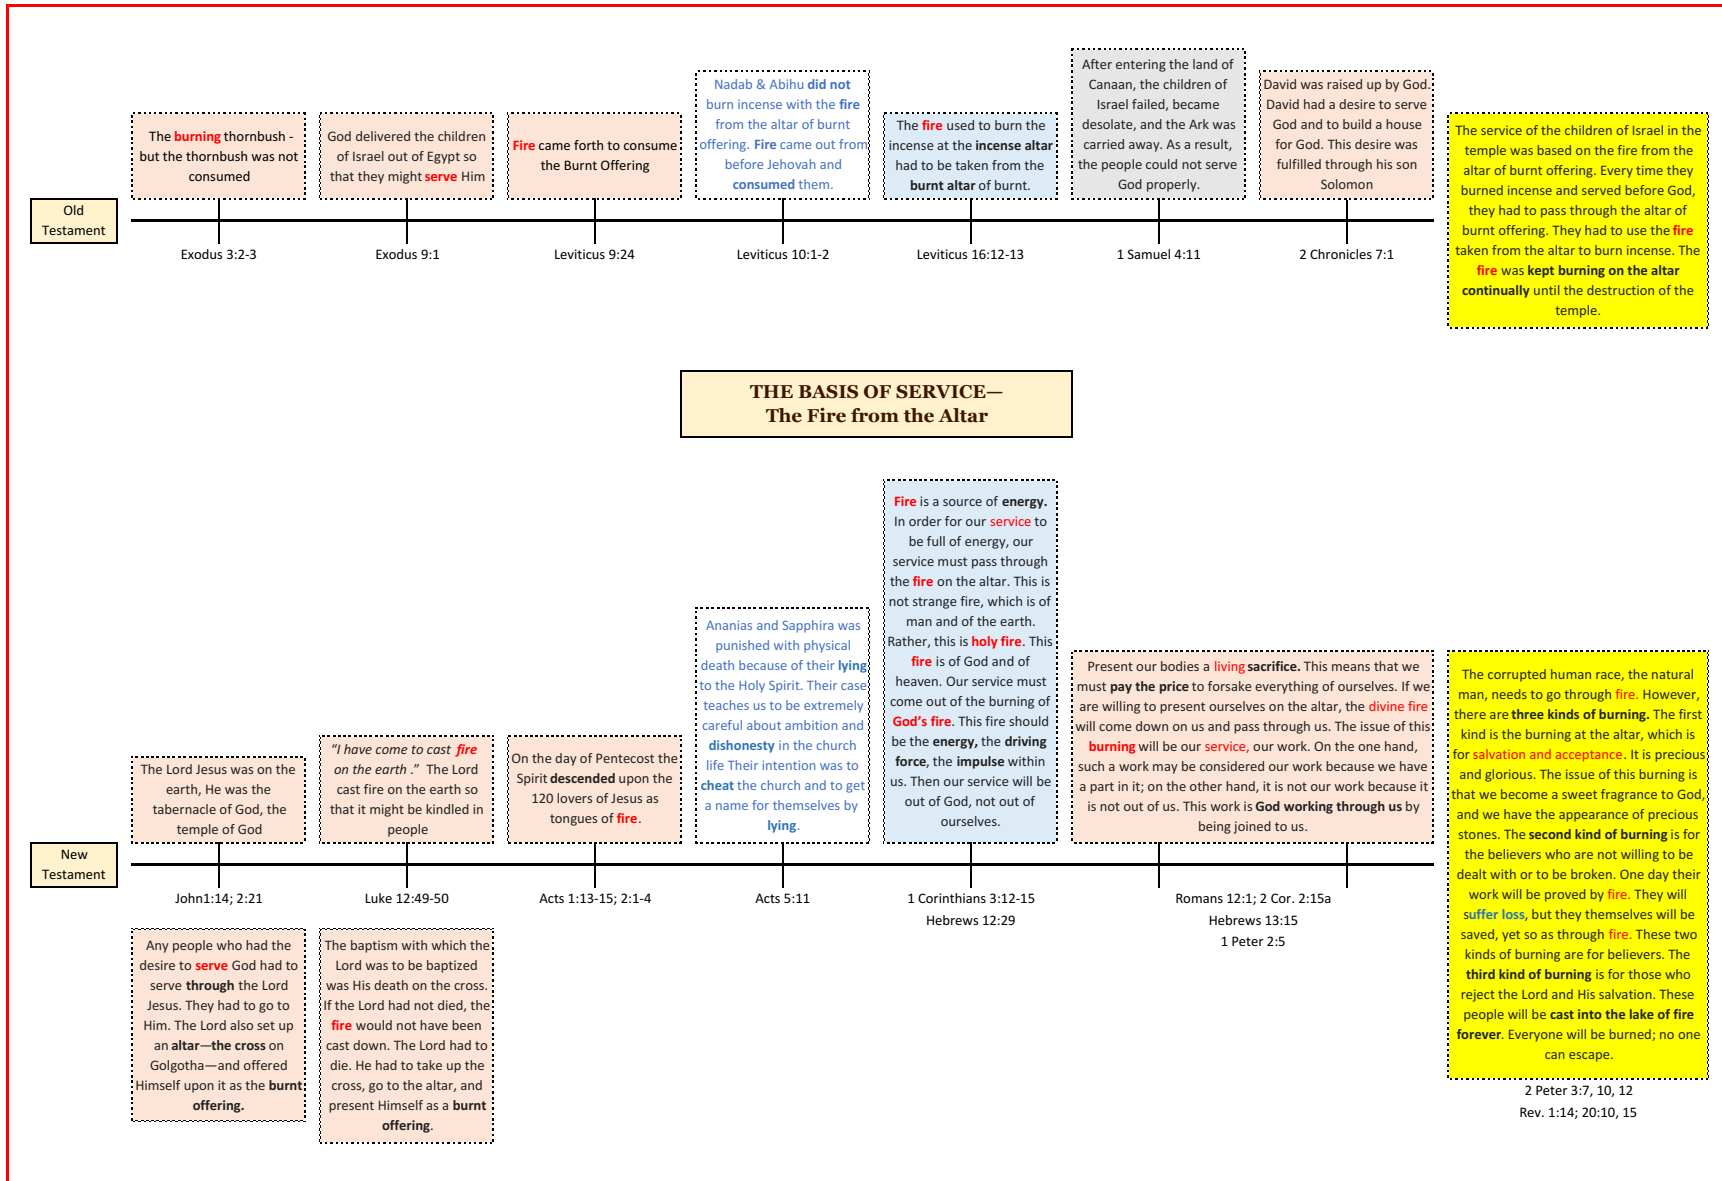 The burning thornbush -
but the thornbush was not
consumed
God delivered the children
of Israel out of Egypt so
that they might serve Him
Fire came forth to consume
the Burnt Offering
Nadab & Abihu did not
burn incense with the fire
from the altar of burnt
offering. Fire came out from
before Jehovah and
consumed them.
The fire used to burn the
incense at the incense altar
had to be taken from the
burnt altar of burnt.
After entering the land of
Canaan, the children of
Israel failed, became
desolate, and the Ark was
carried away. As a result,
the people could not serve
God properly.
David was raised up by God.
David had a desire to serve
God and to build a house
for God. This desire was
fulfilled through his son
Solomon
The service of the children of Israel in the
temple was based on the fire from the
altar of burnt offering. Every time they
burned incense and served before God,
they had to pass through the altar of
burnt offering. They had to use the fire
taken from the altar to burn incense. The
fire was kept burning on the altar
continually until the destruction of the
temple.
Old
Testament
Exodus 3:2-3
Exodus 9:1
Leviticus 9:24
Leviticus 10:1-2
Leviticus 16:12-13
1 Samuel 4:11
2 Chronicles 7:1
THE BASIS OF SERVICE—
The Fire from the Altar
The Lord Jesus was on the
earth, He was the
tabernacle of God, the
temple of God
“I have come to cast fire
on the earth .” The Lord
cast fire on the earth so
that it might be kindled in
people
On the day of Pentecost the
Spirit descended upon the
120 lovers of Jesus as
tongues of fire.
Ananias and Sapphira was
punished with physical
death because of their lying
to the Holy Spirit. Their case
teaches us to be extremely
careful about ambition and
dishonesty in the church
life Their intention was to
cheat the church and to get
a name for themselves by
lying.
Fire is a source of energy.
In order for our service to
be full of energy, our
service must pass through
the fire on the altar. This is
not strange fire, which is of
man and of the earth.
Rather, this is holy fire. This
fire is of God and of
heaven. Our service must
come out of the burning of
God’s fire. This fire should
be the energy, the driving
force, the impulse within
us. Then our service will be
out of God, not out of
ourselves.
Present our bodies a living sacrifice. This means that we
must pay the price to forsake everything of ourselves. If we
are willing to present ourselves on the altar, the divine fire
will come down on us and pass through us. The issue of this
burning will be our service, our work. On the one hand,
such a work may be considered our work because we have
a part in it; on the other hand, it is not our work because it
is not out of us. This work is God working through us by
being joined to us.
The corrupted human race, the natural
man, needs to go through fire. However,
there are three kinds of burning. The first
kind is the burning at the altar, which is
for salvation and acceptance. It is precious
and glorious. The issue of this burning is
that we become a sweet fragrance to God,
and we have the appearance of precious
stones. The second kind of burning is for
the believers who are not willing to be
dealt with or to be broken. One day their
work will be proved by fire. They will
suffer loss, but they themselves will be
saved, yet so as through fire. These two
kinds of burning are for believers. The
third kind of burning is for those who
reject the Lord and His salvation. These
people will be cast into the lake of fire
forever. Everyone will be burned; no one
can escape.
New
Testament
John1:14; 2:21
Luke 12:49-50
Acts 1:13-15; 2:1-4
Acts 5:11
1 Corinthians 3:12-15
Hebrews 12:29
Romans 12:1; 2 Cor. 2:15a
Hebrews 13:15
1 Peter 2:5
Any people who had the
desire to serve God had to
serve through the Lord
Jesus. They had to go to
Him. The Lord also set up
an altar—the cross on
Golgotha—and offered
Himself upon it as the burnt
offering.
The baptism with which the
Lord was to be baptized
was His death on the cross.
If the Lord had not died, the
fire would not have been
cast down. The Lord had to
die. He had to take up the
cross, go to the altar, and
present Himself as a burnt
offering.
2 Peter 3:7, 10, 12
Rev. 1:14; 20:10, 15